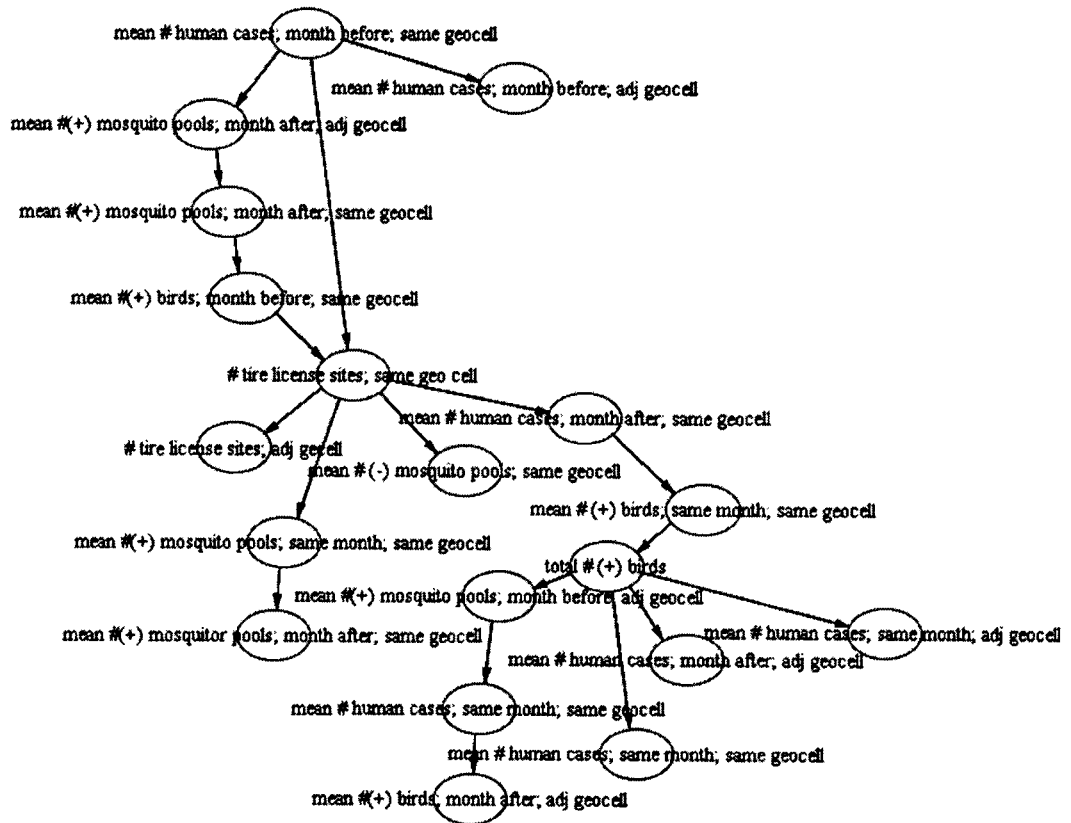 mean # human cases; month before; same geocell
mean # human cases; month before; adj geocell
mean #(+) mosquito pools; month after; adj geocell
mean #(+) mosquito pools; month after; same geocell
mean #(+) birds; month before; same geocell
# tire license sites; same geo cell
mean # human cases; month after; same geocell
# tire license sites; adj gecell
mean # (-) mosquito pools; same geocell
mean # (+) birds; same month; same geocell
mean #(+) mosquito pools; same month; same geocell
total # (+) birds
mean #(+) mosquito pools; month before; adj geocell
mean #(+) mosquitor pools; month after; same geocell
mean # human cases; same month; adj geocell
mean # human cases; month after; adj geocell
mean # human cases; same month; same geocell
mean # human cases; same month; same geocell
mean #(+) birds; month after; adj geocell